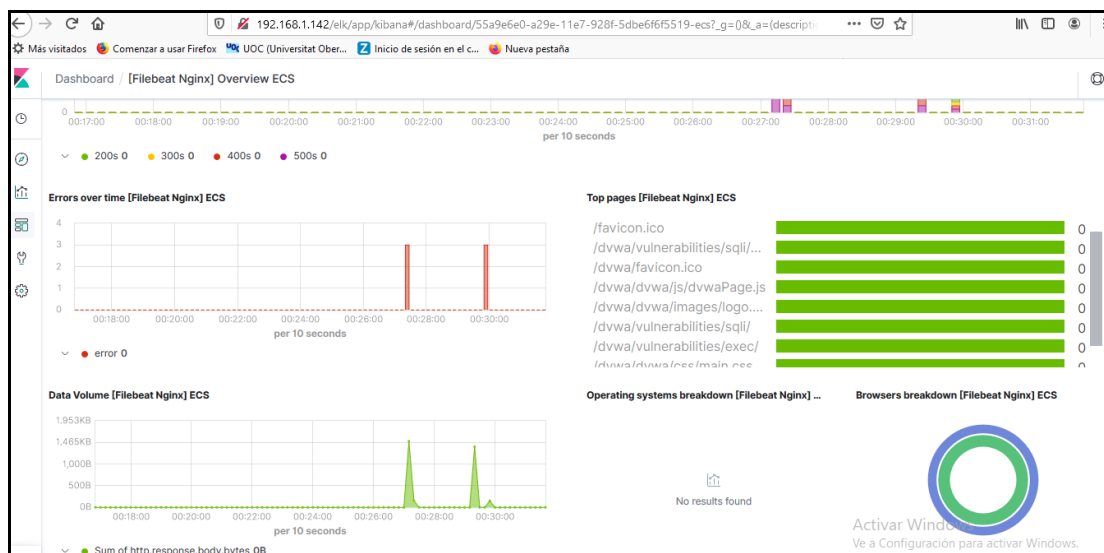 192.168.1.142/elk/app/kibana#/dashboard/55a9e6e0-a29e-11e7-928f-5dbe6f6f5519-ecs?_g=()&_a=(descripti
Más visitados Comenzar a usar Firefox UOC (Universitat Ober... Inicio de sesión en el c... Nueva pestaña
Dashboard / [Filebeat Nginx] Overview ECS
0
00:17:00 00:18:00 00:19:00 00:20:00 00:21:00 00:22:00 00:23:00 00:24:00 00:25:00 00:26:00 00:27:00 00:28:00 00:29:00 00:30:00 00:31:00
per 10 seconds
200s 0 300s 0 400s 0 500s 0
Errors over time [Filebeat Nginx] ECS
4
3
2
1
0
00:18:00 00:20:00 00:22:00 00:24:00 00:26:00 00:28:00 00:30:00
per 10 seconds
error 0
Top pages [Filebeat Nginx] ECS
/favicon.ico 0
/dvwa/vulnerabilities/sqli/... 0
/dvwa/favicon.ico 0
/dvwa/dvwa/js/dvwaPage.js 0
/dvwa/dvwa/images/logo.... 0
/dvwa/vulnerabilities/sqli/ 0
/dvwa/vulnerabilities/exec/ 0
/dvwa/dvwa/css/main.css 0
Data Volume [Filebeat Nginx] ECS
1.953KB
1.465KB
1,000B
500B
0B
00:18:00 00:20:00 00:22:00 00:24:00 00:26:00 00:28:00 00:30:00
per 10 seconds
Sum of http.response.body.bytes 0B
Operating systems breakdown [Filebeat Nginx] ...
No results found
Browsers breakdown [Filebeat Nginx] ECS
Activar Windows
Ve a Configuración para activar Windows.